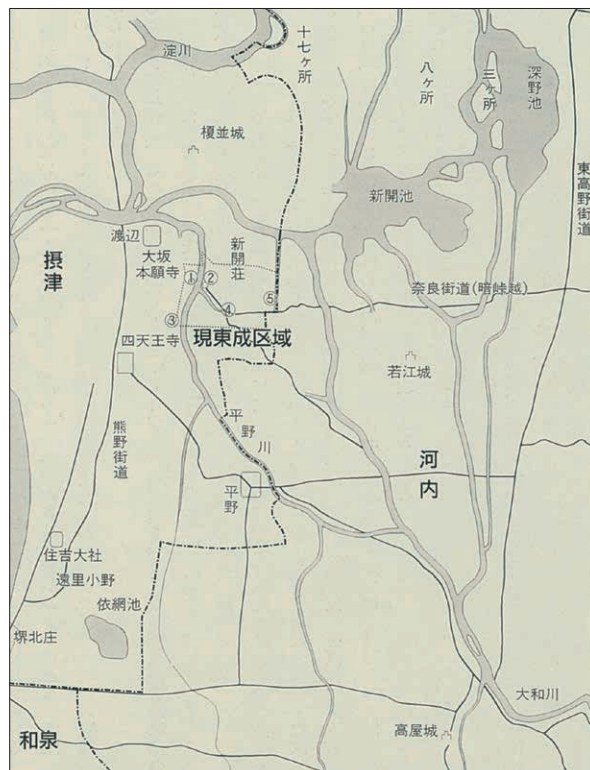 淀川
十七ヶ所
八ヶ所
三ヶ所
深野池
榎並城
新開池
東高野街道
渡辺
大坂
本願寺
新開荘
摂津
①
②
③
④
⑤
奈良街道(暗峠越)
四天王寺
現東成区域
若江城
熊野街道
平野川
河内
平野
住吉大社
遠里小野
依網池
堺北庄
大和川
高屋城
和泉